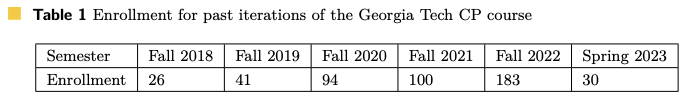 Table 1 Enrollment for past iterations of the Georgia Tech CP course
Semester Fall 2018 Fall 2019 Fall 2020 Fall 2021 Fall 2022 Spring 2023
Enrollment 26 41 94 100 183 30